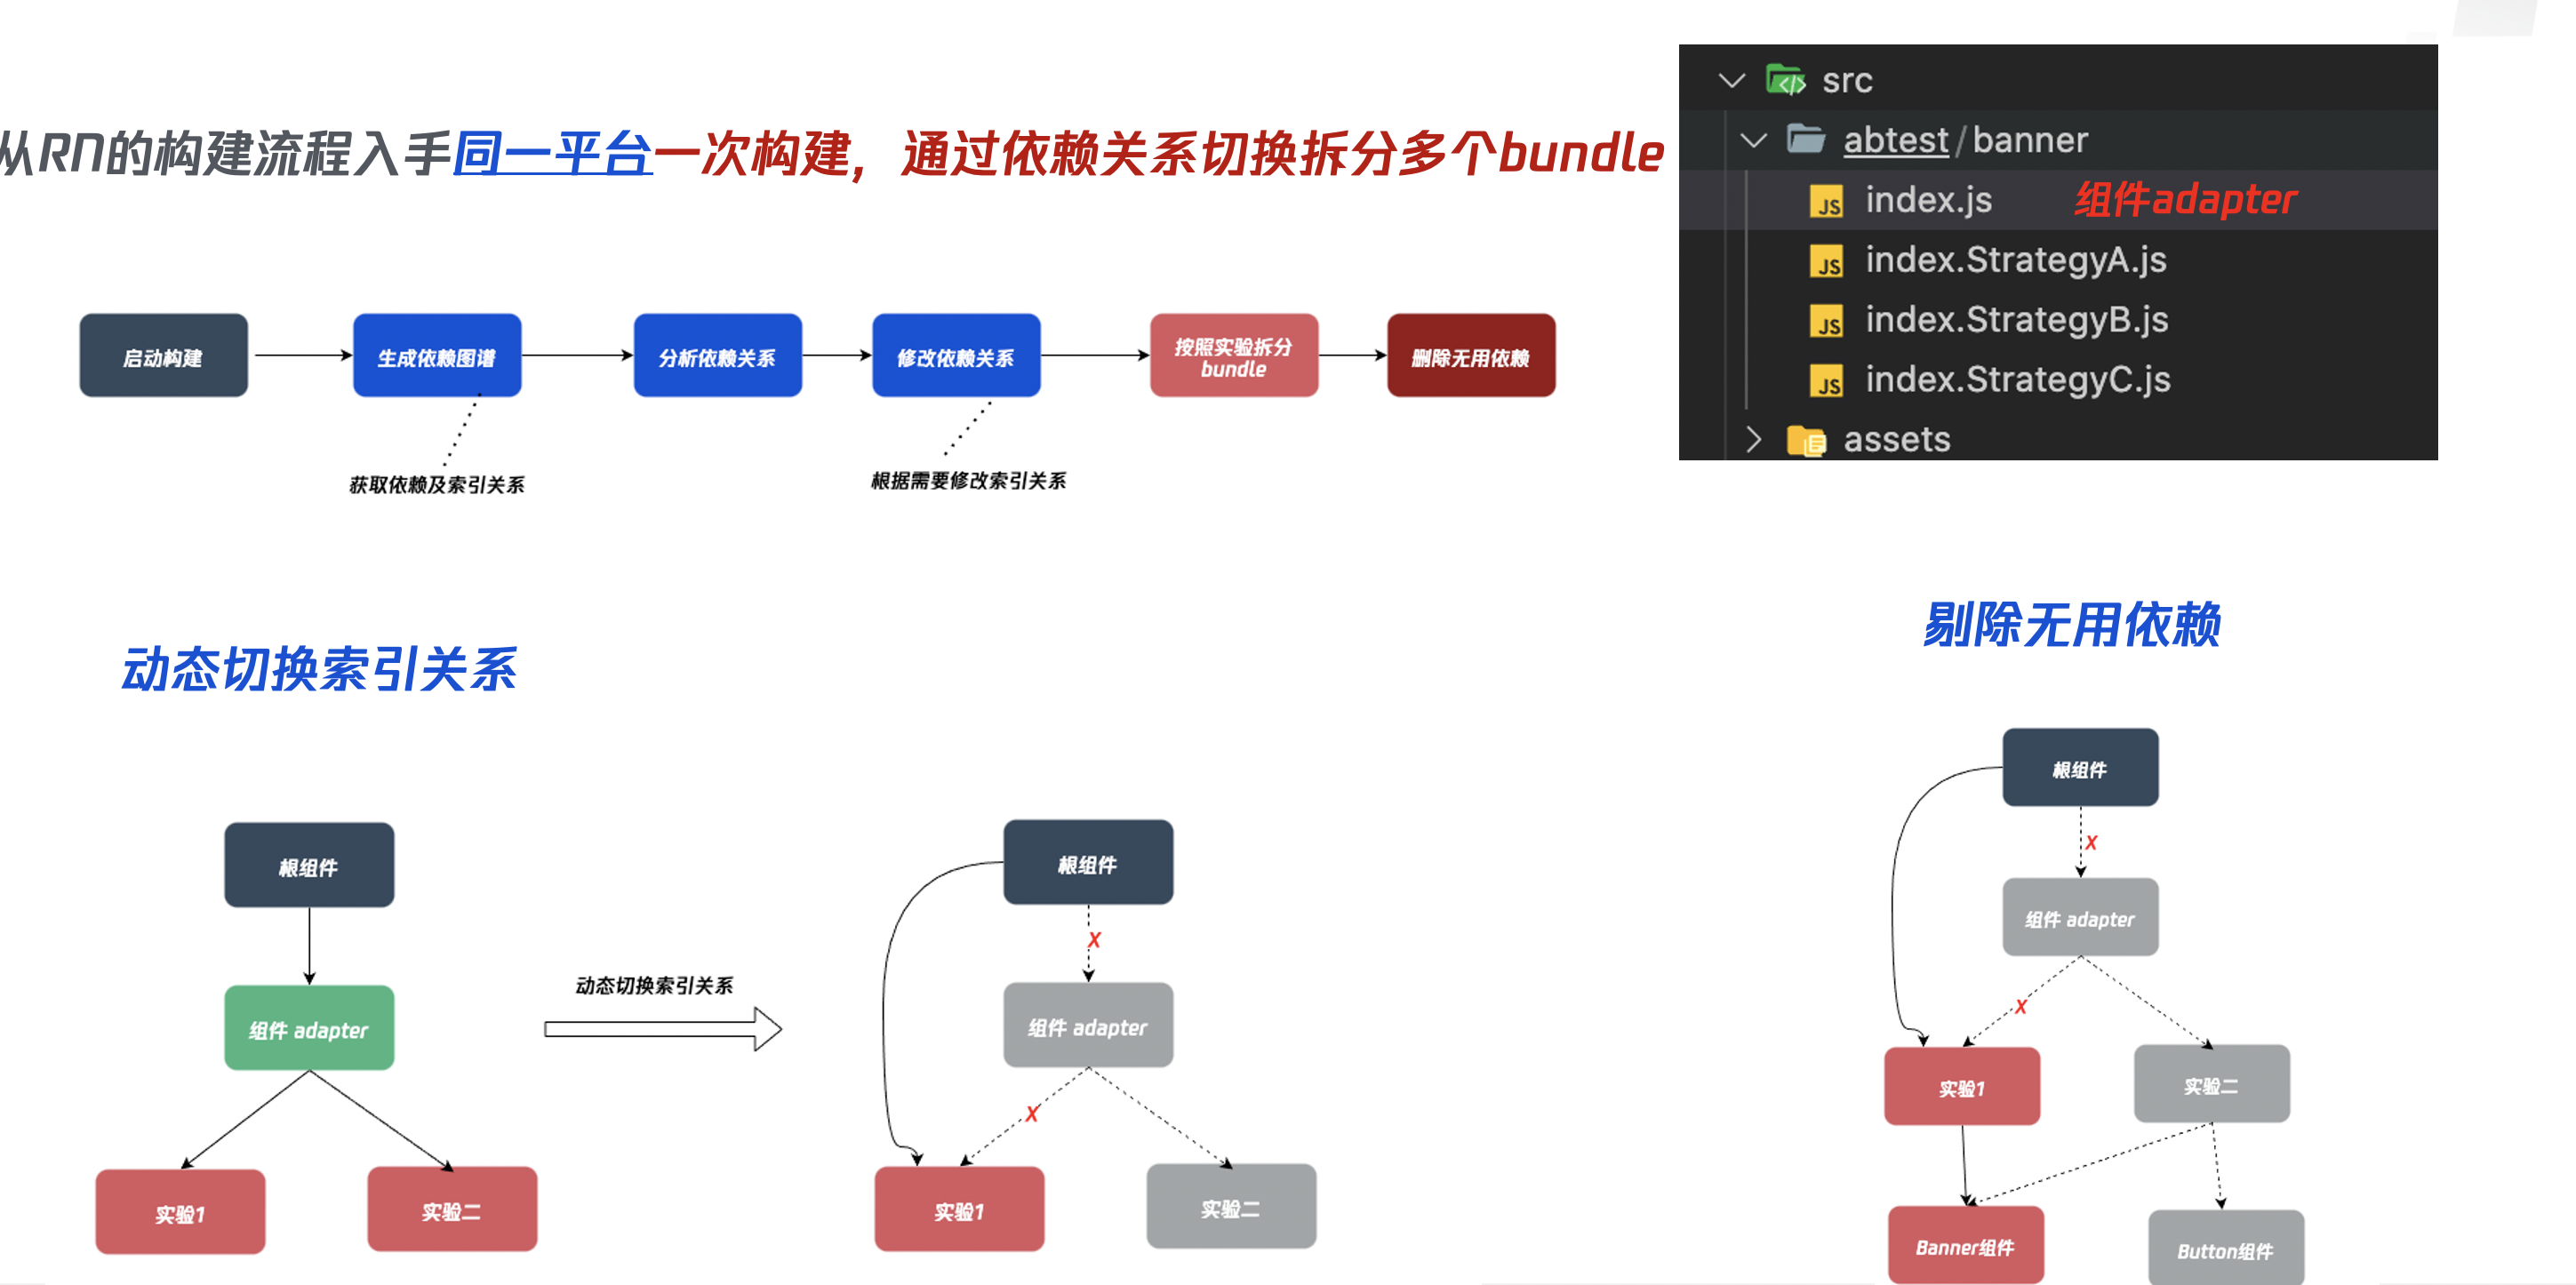 从RN的构建流程入手同一平台一次构建，通过依赖关系切换拆分多个bundle
启动构建
生成依赖图谱
分析依赖关系
修改依赖关系
按照实验拆分
bundle
删除无用依赖
获取依赖及索引关系
根据需要修改索引关系
src
abtest/banner
index.js 组件adapter
index.StrategyA.js
index.StrategyB.js
index.StrategyC.js
assets
动态切换索引关系
根组件
组件 adapter
实验1
实验二
动态切换索引关系
根组件
X
组件 adapter
X
实验1
实验二
剔除无用依赖
根组件
X
组件 adapter
X
实验1
实验二
Banner组件
Button组件